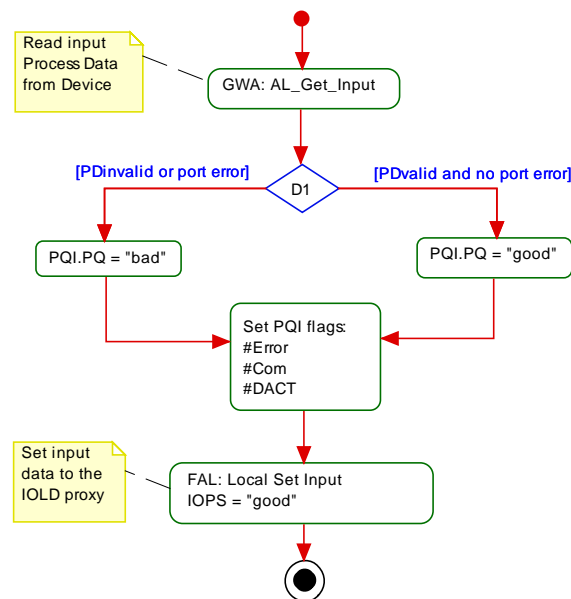 Read input
Process Data
from Device
GWA: AL_Get_Input
[PDinvalid or port error]
[PDvalid and no port error]
D1
PQI.PQ = "bad"
PQI.PQ = "good"
Set PQI flags:
#Error
#Com
#DACT
Set input
data to the
IOLD proxy
FAL: Local Set Input
IOPS = "good"